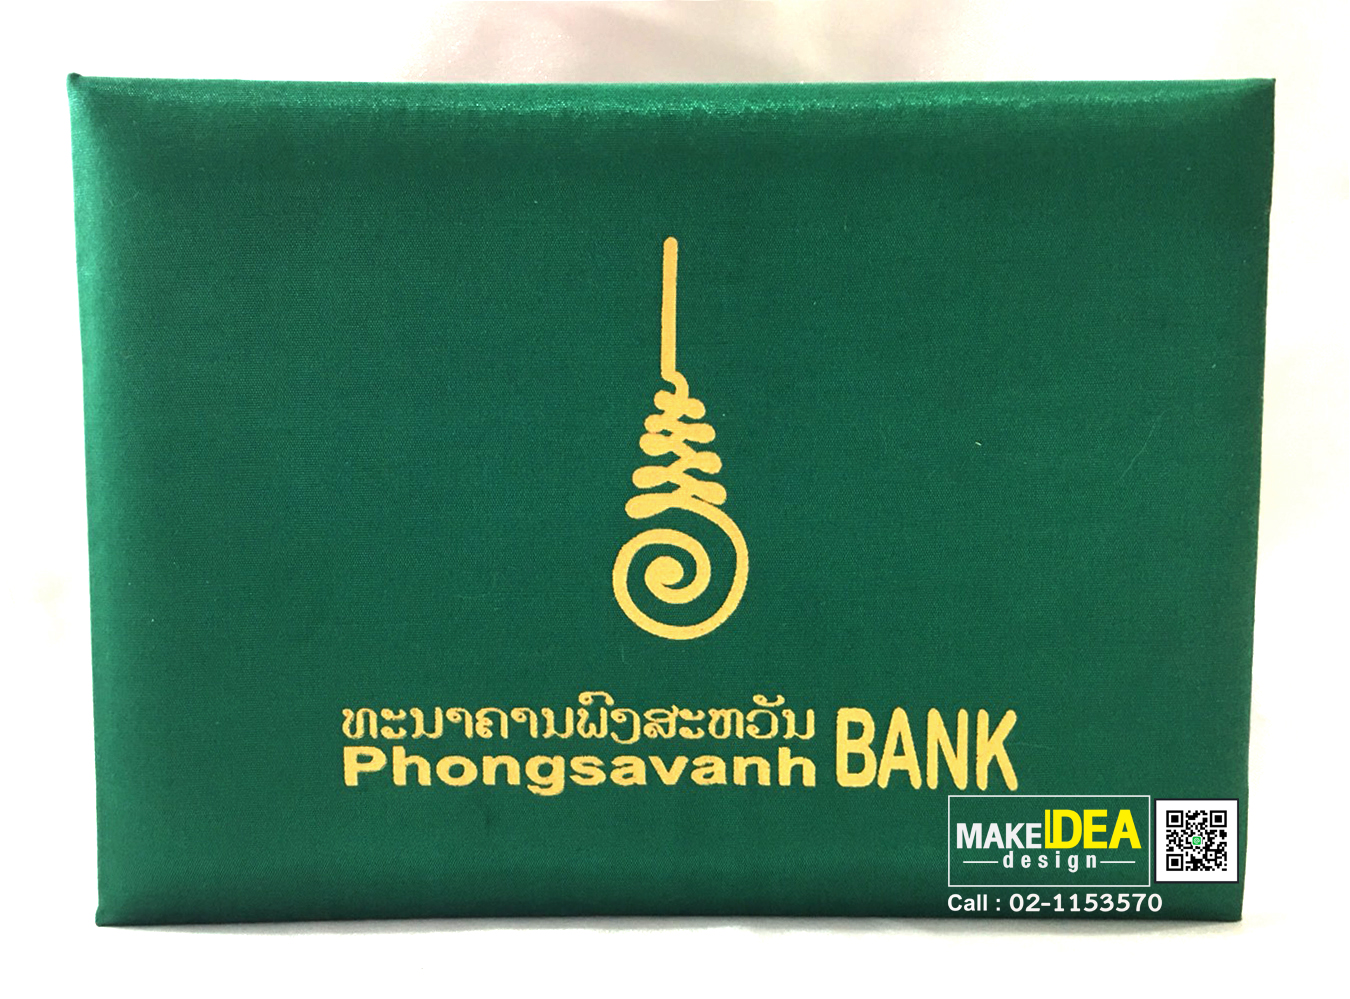 ທະນາຄານພົງສະຫວັນ
Phongsavanh BANK
MAKE IDEA
design
Call : 02-1153570